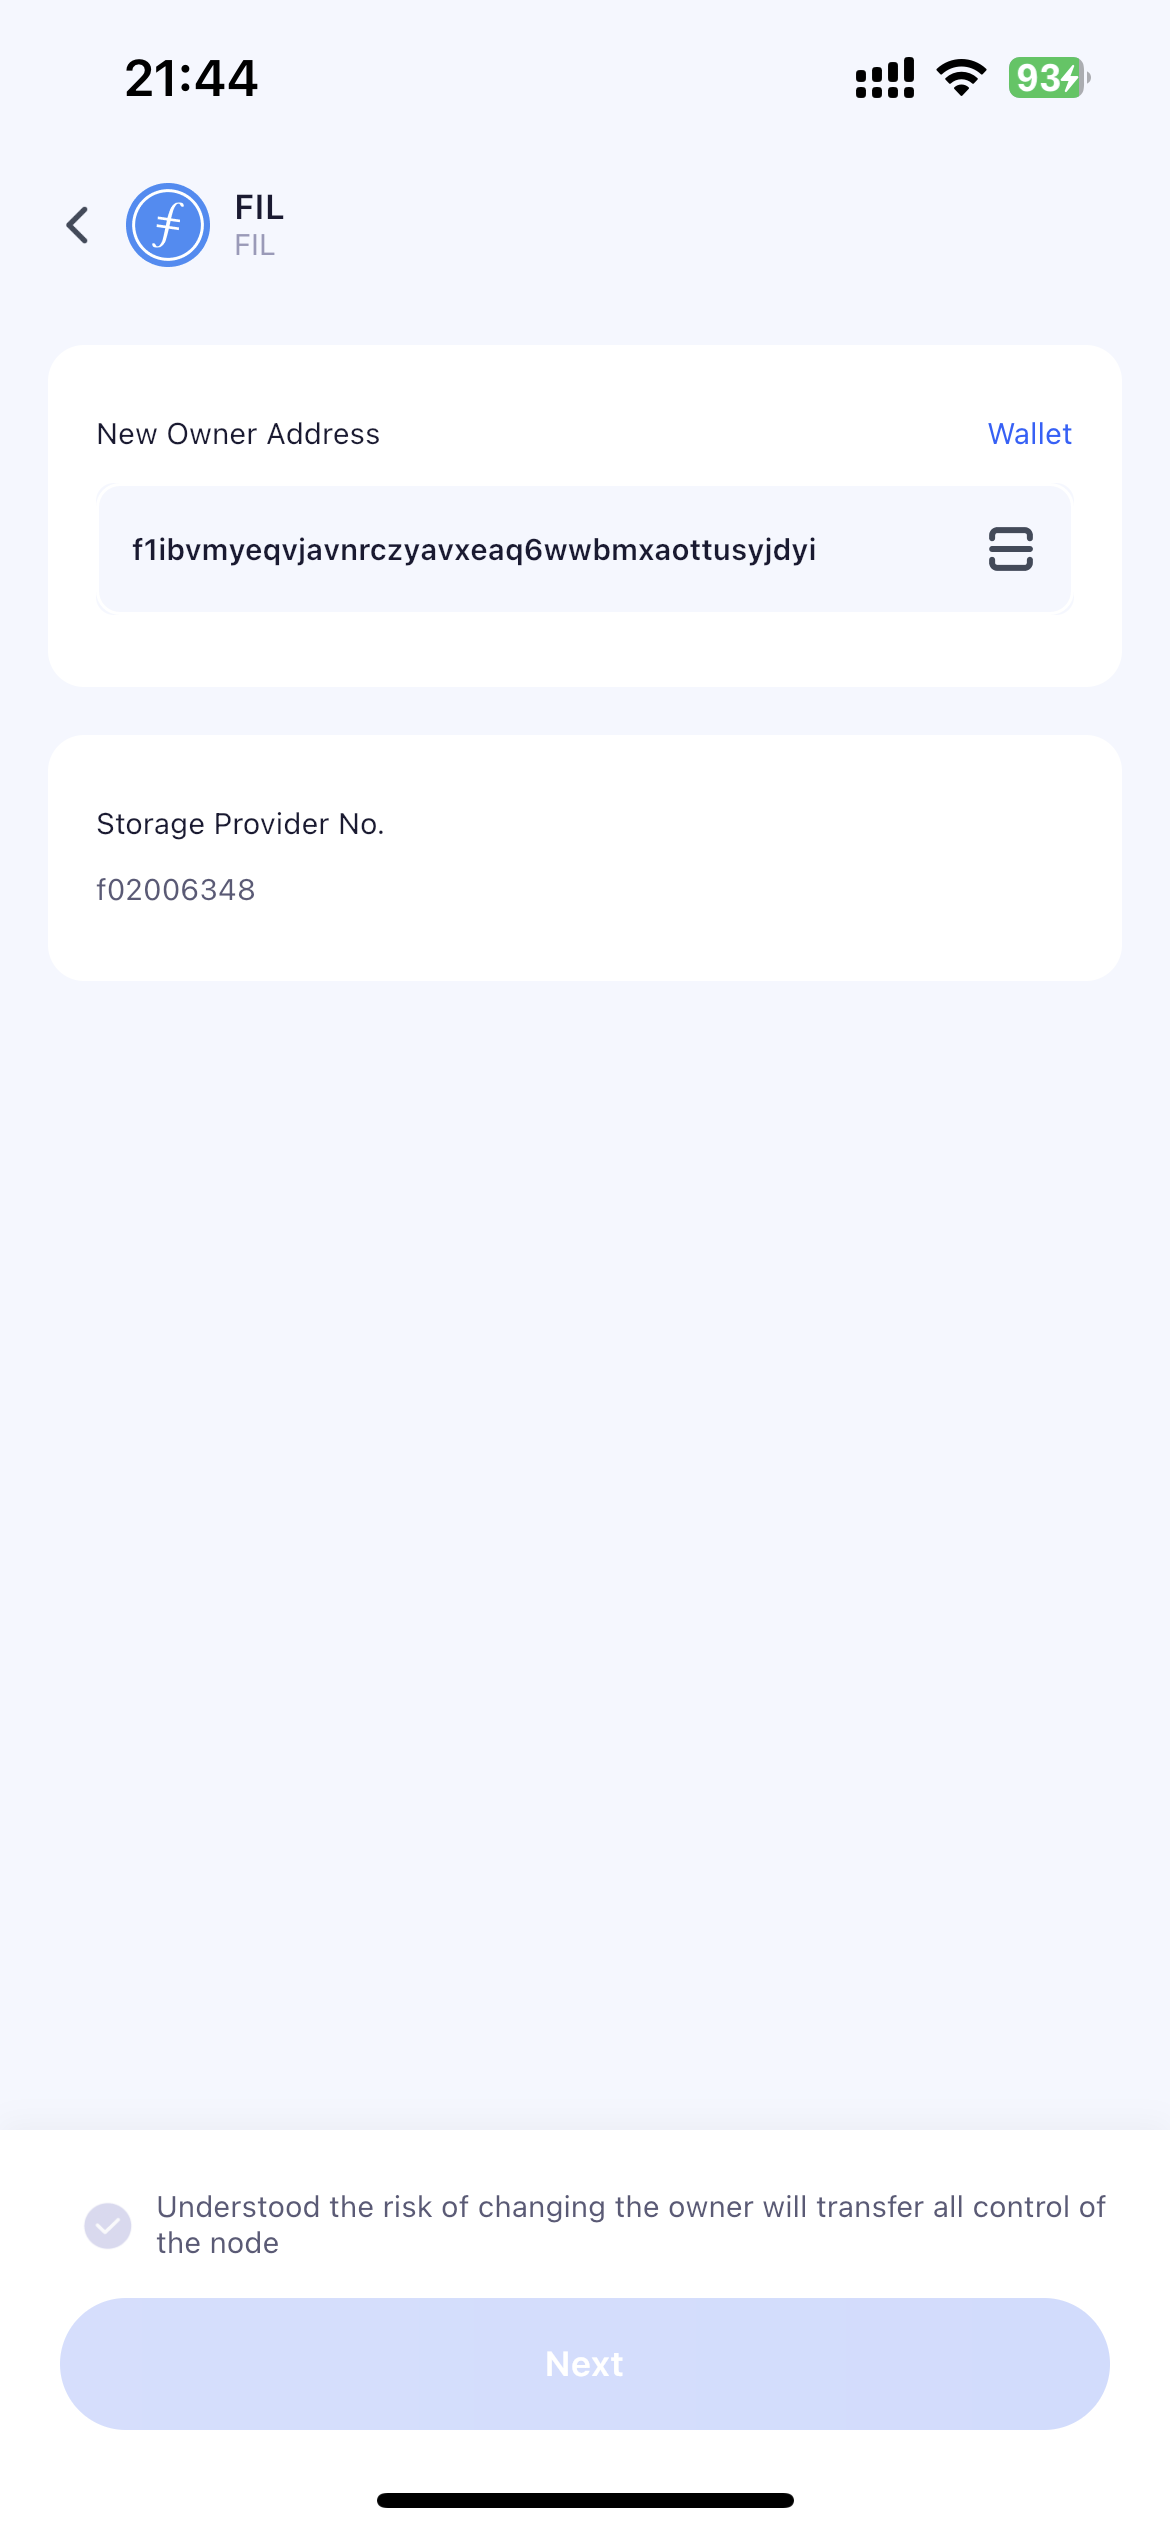 21:44
93
FIL
FIL
New Owner Address
Wallet
f1ibvmyeqvjavnrczyavxeaq6wwbmxaottusyjdyi
Storage Provider No.
f02006348
Understood the risk of changing the owner will transfer all control of
the node
Next